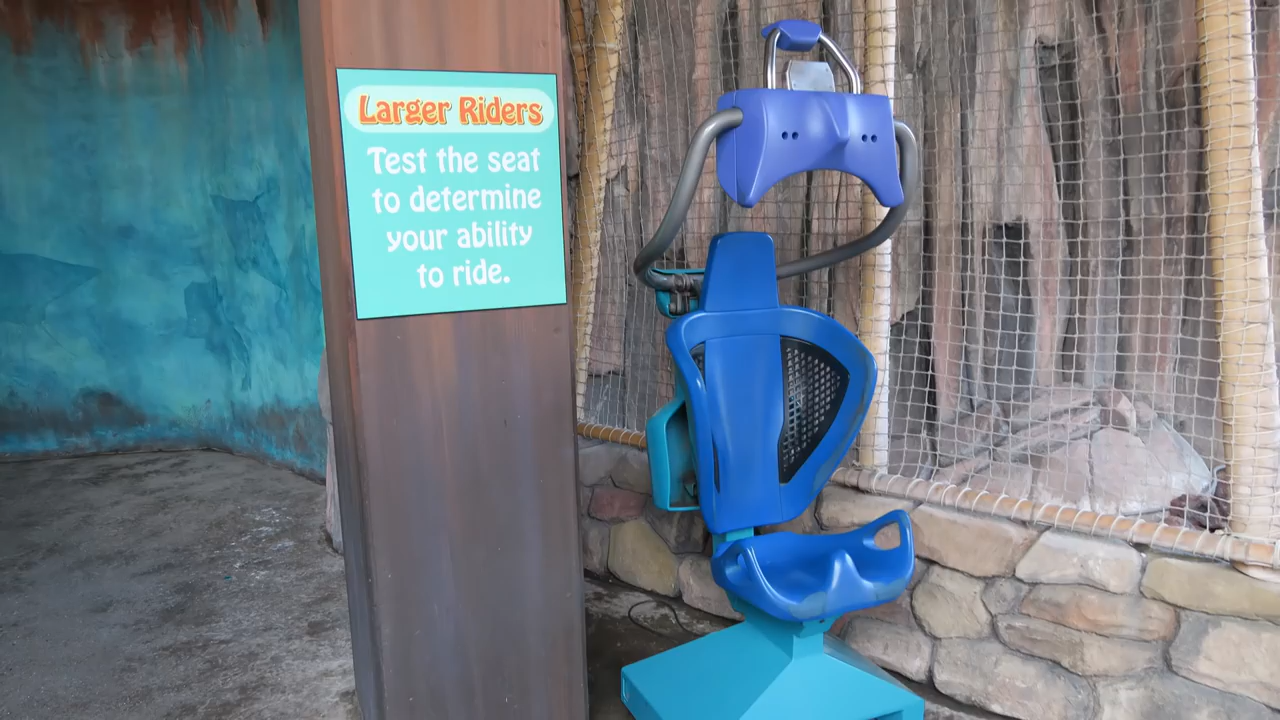 Larger Riders
Test the seat
to determine
your ability
to ride.